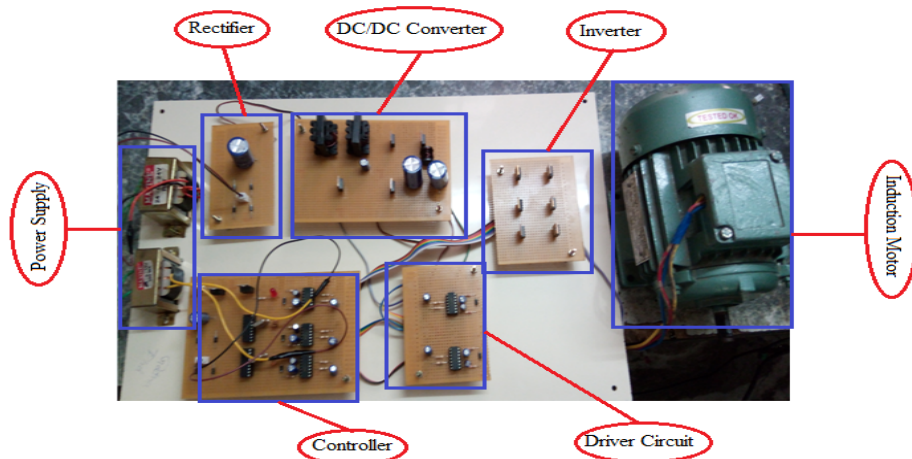 Rectifier
DC/DC Converter
Inverter
Power Supply
TESTED OK
Induction Motor
Controller
Driver Circuit